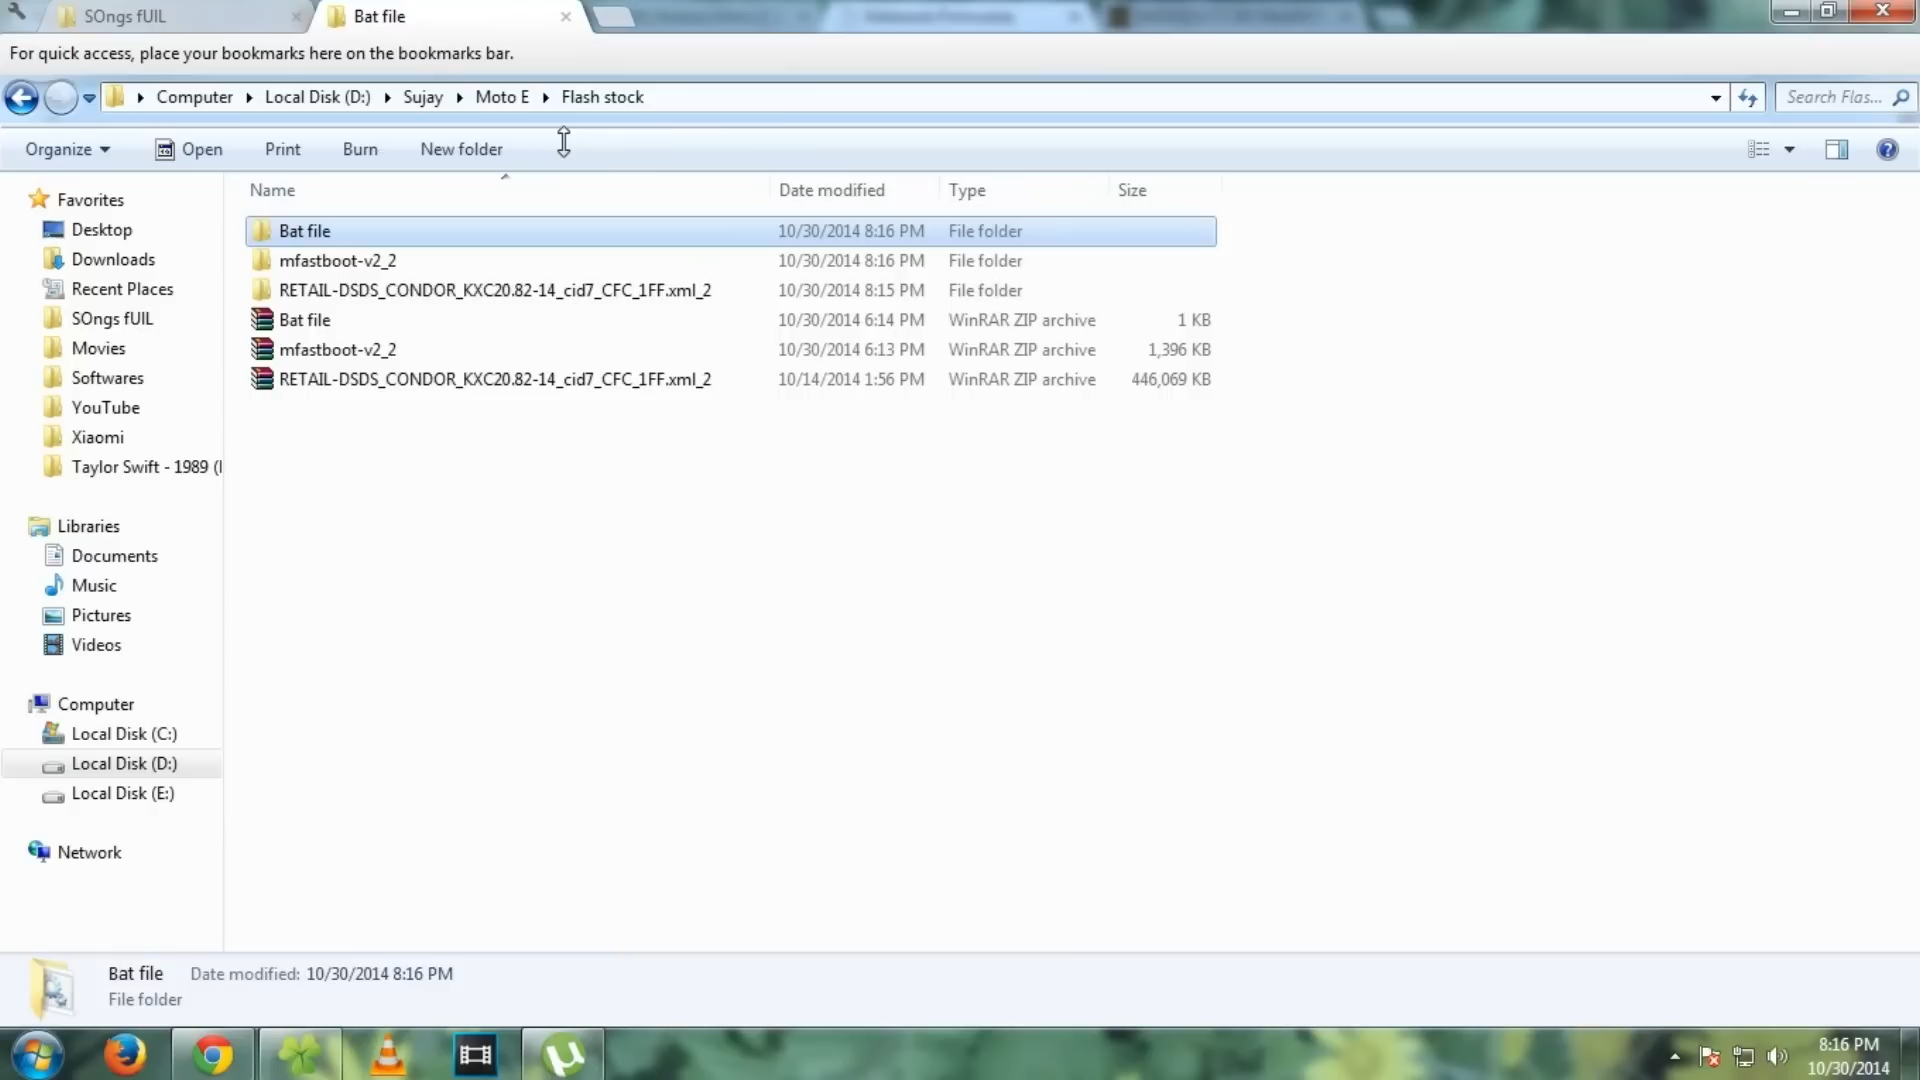 SOngs fUIL
Bat file
For quick access, place your bookmarks here on the bookmarks bar.
Computer Local Disk (D:) Sujay Moto E Flash stock
Search Flas...
Organize Open Print Burn New folder
Name Date modified Type Size
Bat file 10/30/2014 8:16 PM File folder
mfastboot-v2_2 10/30/2014 8:16 PM File folder
RETAIL-DSDS_CONDOR_KXC20.82-14_cid7_CFC_1FF.xml_2 10/30/2014 8:15 PM File folder
Bat file 10/30/2014 6:14 PM WinRAR ZIP archive 1 KB
mfastboot-v2_2 10/30/2014 6:13 PM WinRAR ZIP archive 1,396 KB
RETAIL-DSDS_CONDOR_KXC20.82-14_cid7_CFC_1FF.xml_2 10/14/2014 1:56 PM WinRAR ZIP archive 446,069 KB
Favorites
Desktop
Downloads
Recent Places
SOngs fUIL
Movies
Softwares
YouTube
Xiaomi
Taylor Swift - 1989 (
Libraries
Documents
Music
Pictures
Videos
Computer
Local Disk (C:)
Local Disk (D:)
Local Disk (E:)
Network
Bat file Date modified: 10/30/2014 8:16 PM
File folder
8:16 PM
10/30/2014